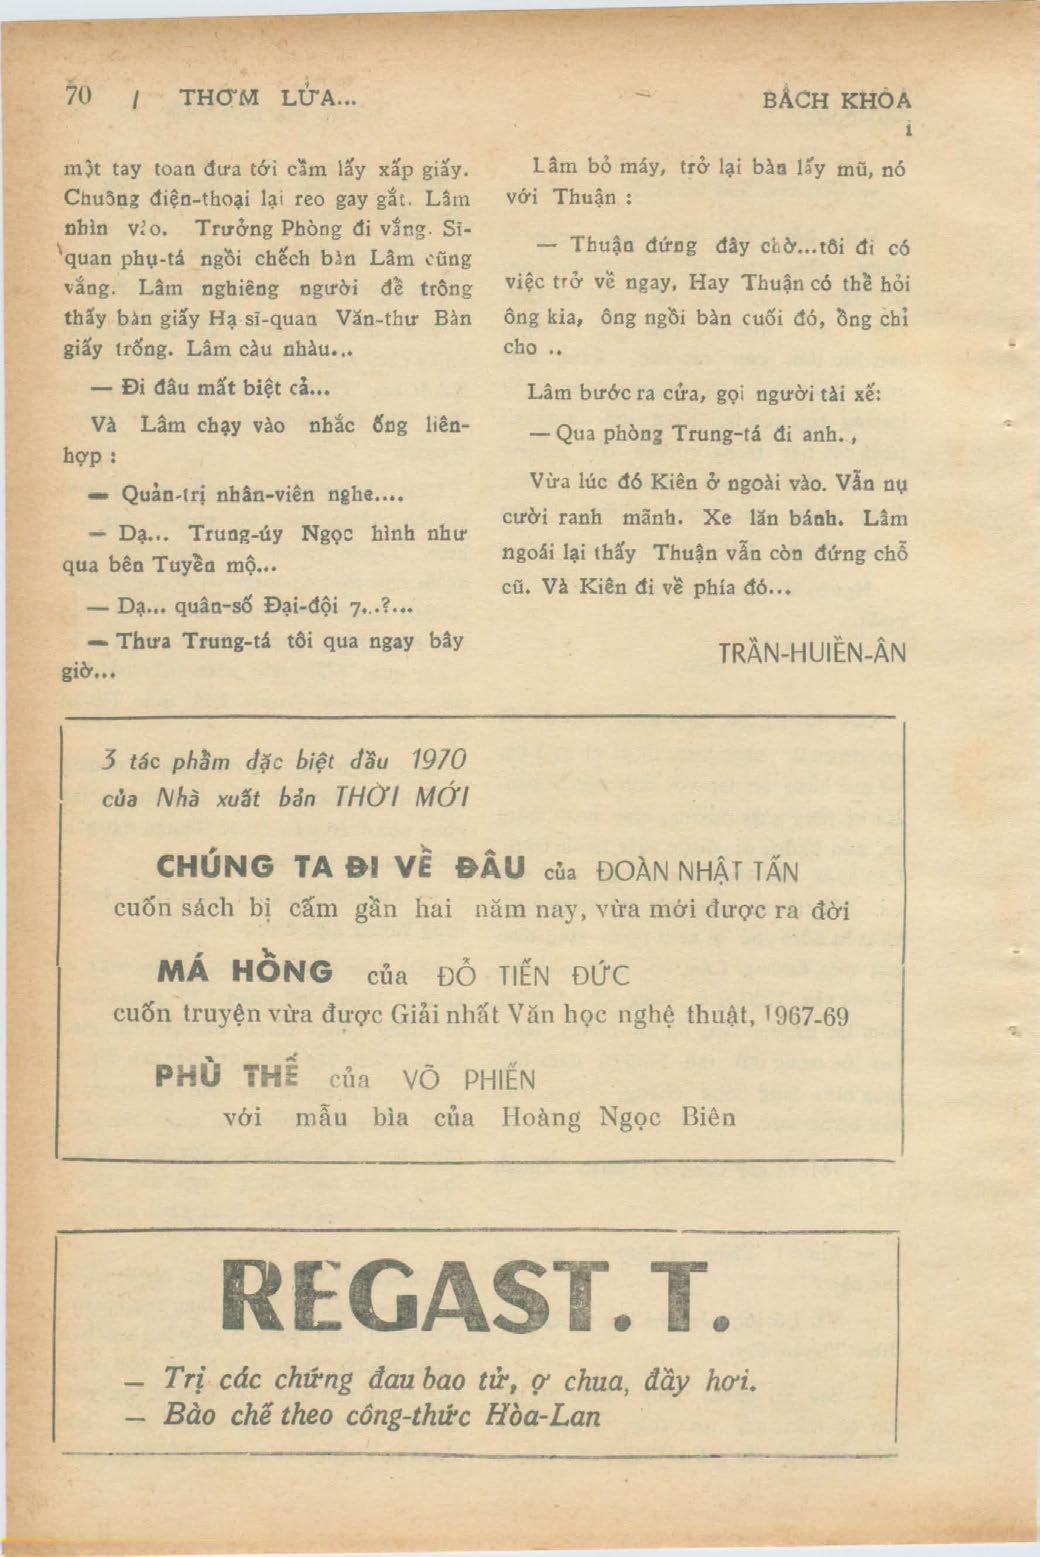 70 / THƠM LỬA...
BÁCH KHOA
một tay toan đưa tới cầm lấy xấp giấy.
Chuông điện-thoại lại reo gay gắt. Lâm
nhìn vào. Trưởng Phòng đi vắng. Sĩ-
quan phụ-tá ngồi chếch bàn Lâm cũng
vắng. Lâm nghiêng người để trông
thấy bàn giấy Hạ sĩ-quan Văn-thư Bàn
giấy trống. Lâm càu nhàu...
— Đi đâu mất biệt cả...
Và Lâm chạy vào nhắc ống liên-
hợp :
— Quản-trị nhân-viên nghe....
— Dạ... Trung-úy Ngọc hình như
qua bên Tuyển mộ...
— Dạ... quân-số Đại-đội 7...?...
— Thưa Trung-tá tôi qua ngay bây
giờ...
Lâm bỏ máy, trở lại bàn lấy mũ, nó
với Thuận :
— Thuận đứng đây chờ...tôi đi có
việc trở về ngay, Hay Thuận có thể hỏi
ông kia, ông ngồi bàn cuối đó, ổng chỉ
cho ..
Lâm bước ra cửa, gọi người tài xế:
— Qua phòng Trung-tá đi anh. ,
Vừa lúc đó Kiên ở ngoài vào. Vẫn nụ
cười ranh mãnh. Xe lăn bánh. Lâm
ngoái lại thấy Thuận vẫn còn đứng chỗ
cũ. Và Kiên đi về phía đó...
TRẦN-HUIỀN-ÂN
3 tác phẩm đặc biệt đầu 1970
của Nhà xuất bản THỜI MỚI
CHÚNG TA ĐI VỀ ĐÂU của ĐOÀN NHẬT TẤN
cuốn sách bị cấm gần hai năm nay, vừa mới được ra đời
MÁ HỒNG của ĐỖ TIẾN ĐỨC
cuốn truyện vừa được Giải nhất Văn học nghệ thuật, 1967-69
PHÙ THẾ của VÕ PHIẾN
với mẫu bìa của Hoàng Ngọc Biên
REGAST. T.
— Trị các chứng đau bao tử, ợ chua, đầy hơi.
— Bào chế theo công-thức Hòa-Lan